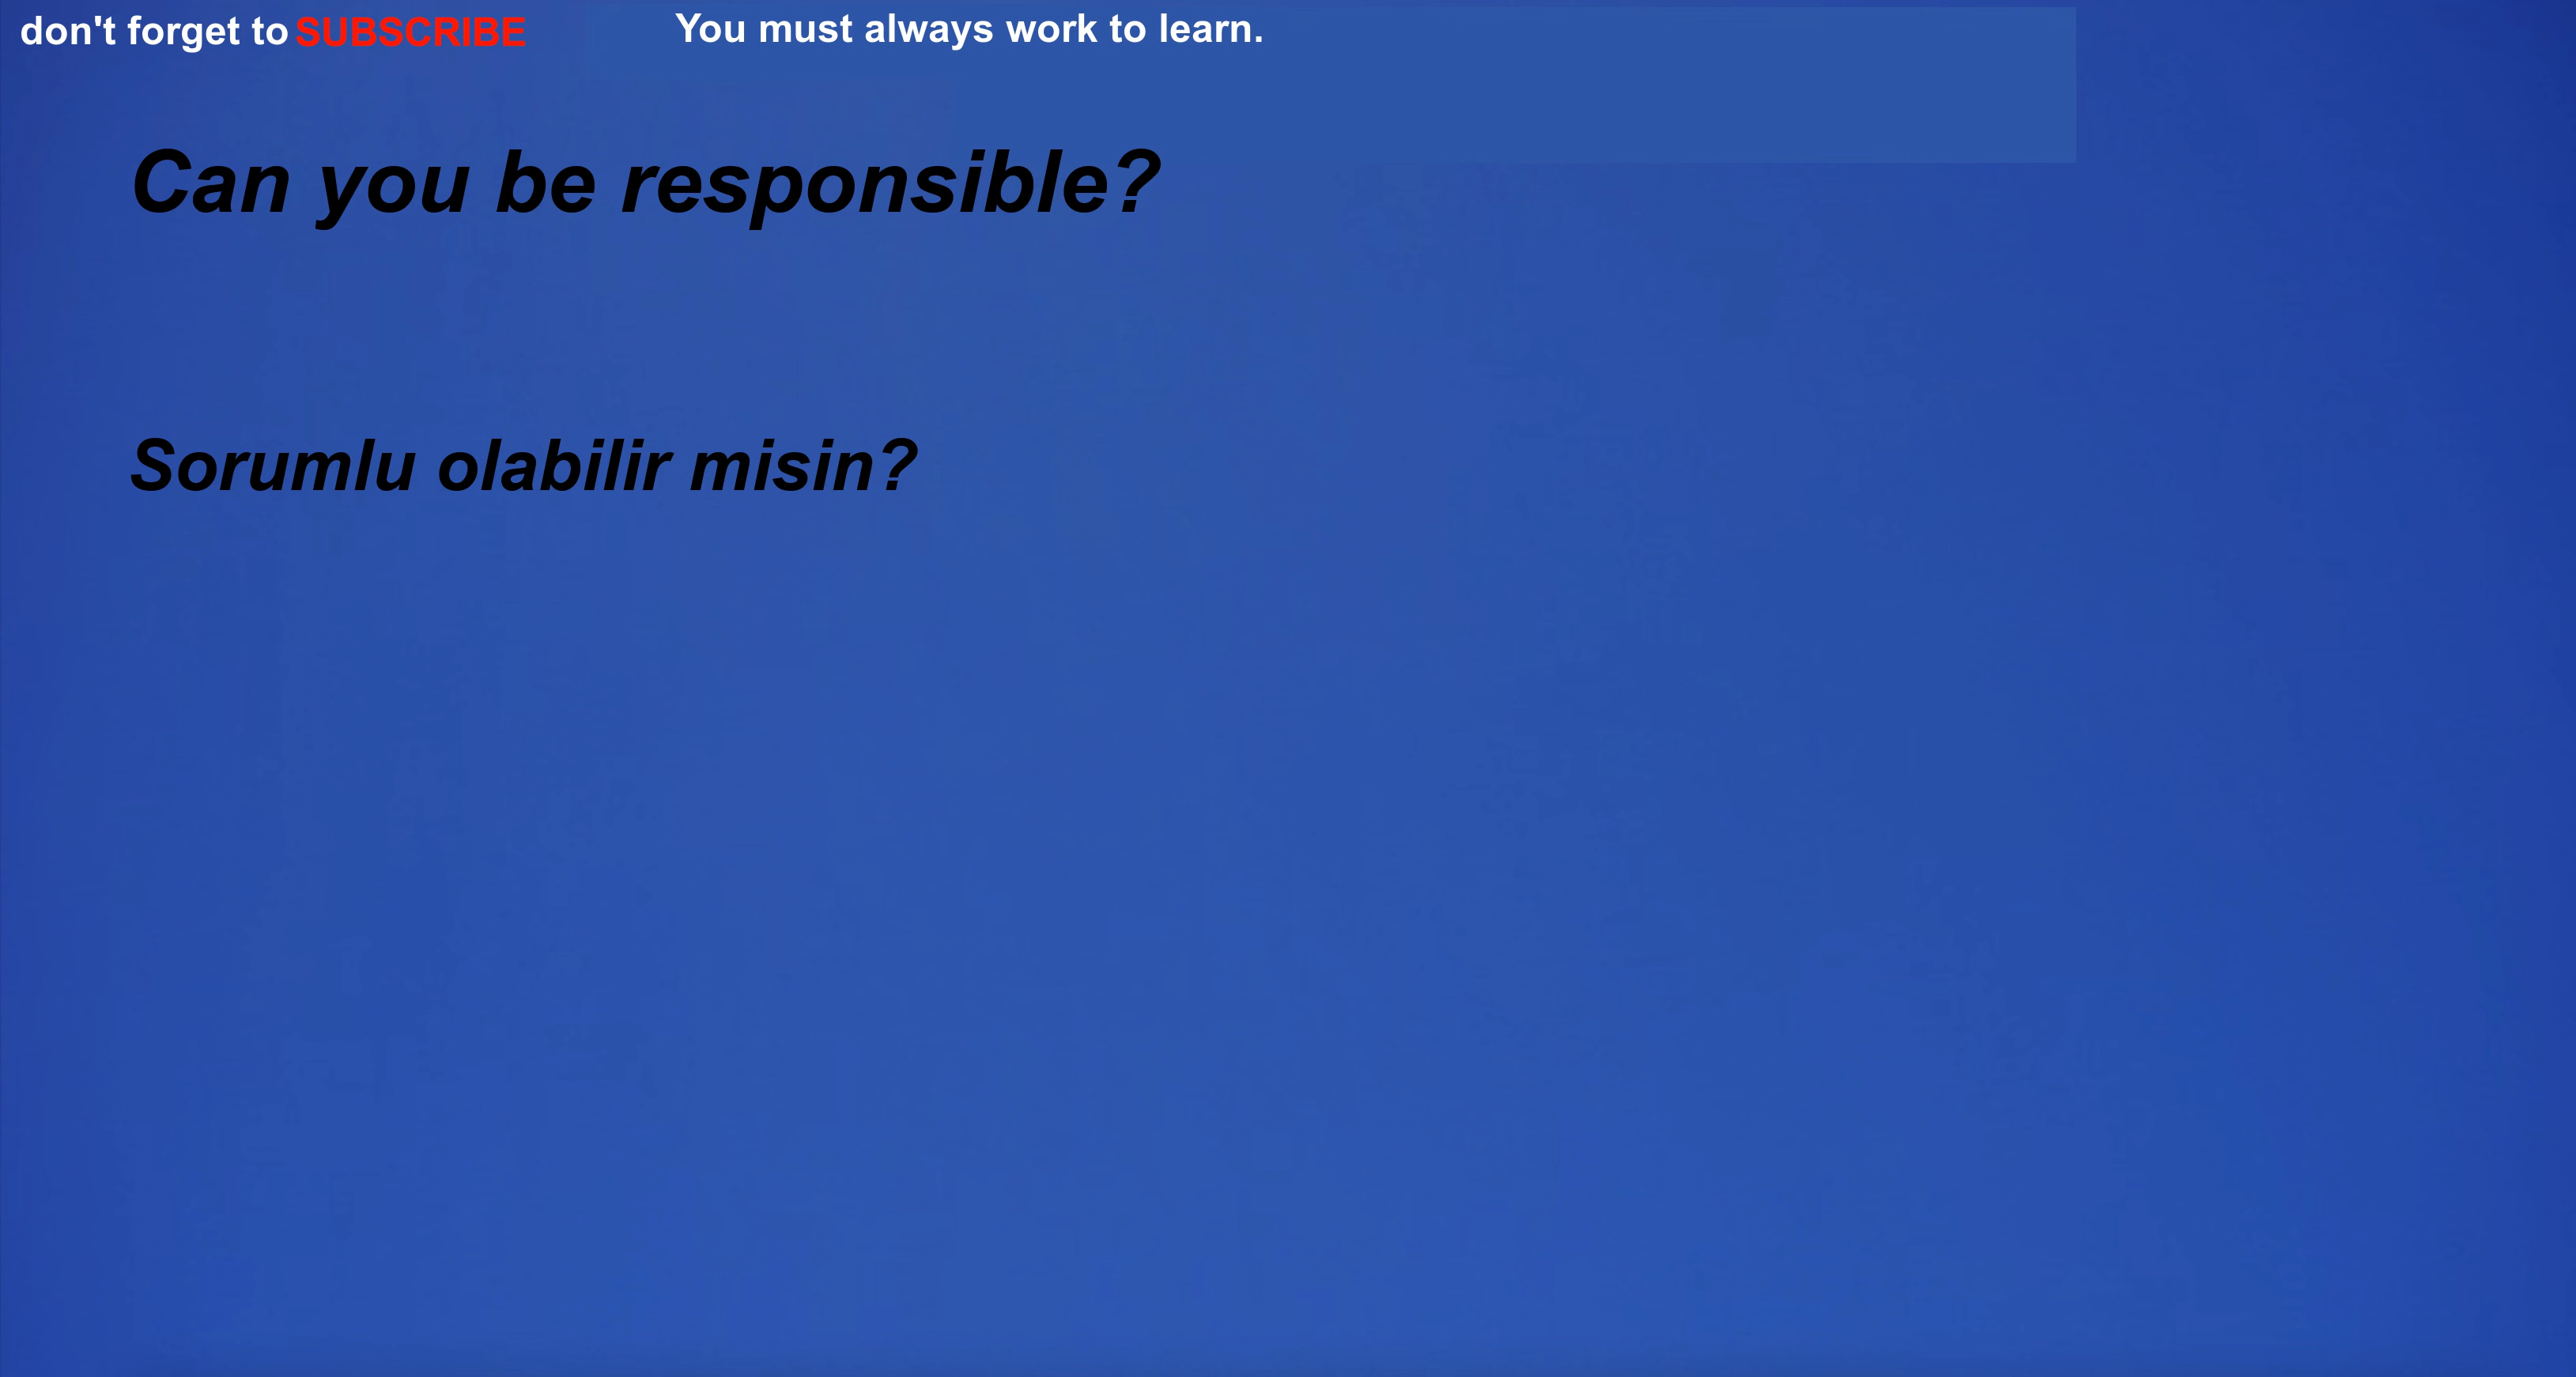 don't forget to SUBSCRIBE
You must always work to learn.
Can you be responsible?
Sorumlu olabilir misin?